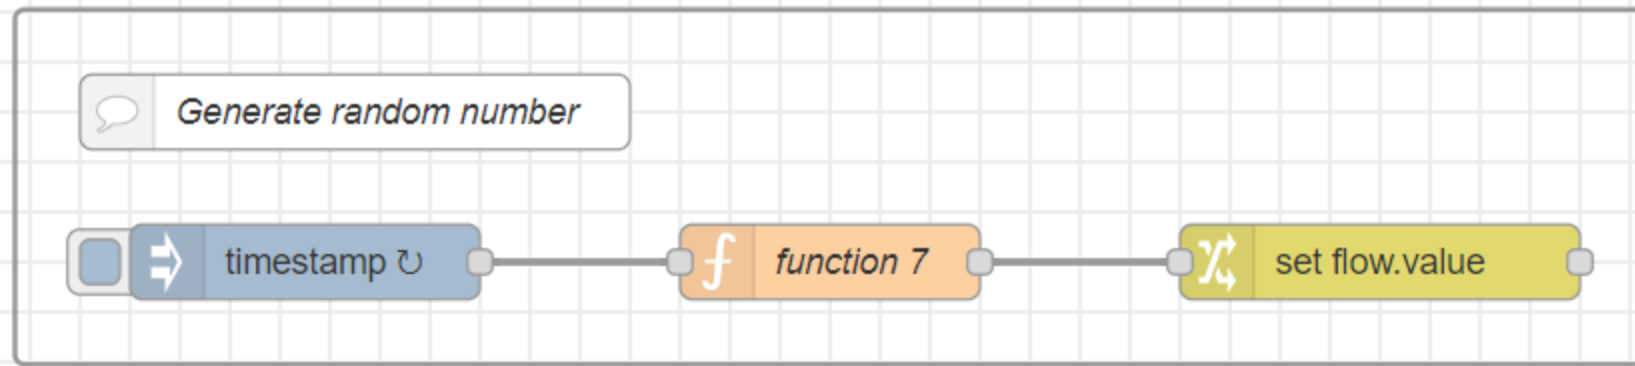 Generate random number
timestamp ↻
function 7
set flow.value